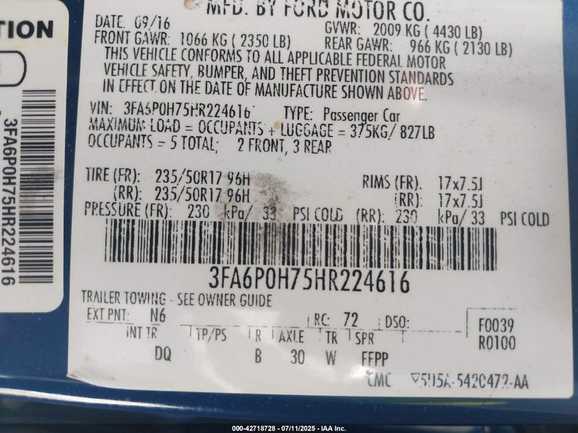 MFD. BY FORD MOTOR CO.
DATE: 09/16 GVWR: 2009 KG ( 4430 LB)
FRONT GAWR: 1066 KG ( 2350 LB) REAR GAWR: 966 KG ( 2130 LB)
THIS VEHICLE CONFORMS TO ALL APPLICABLE FEDERAL MOTOR
VEHICLE SAFETY, BUMPER, AND THEFT PREVENTION STANDARDS
IN EFFECT ON THE DATE OF MANUFACTURE SHOWN ABOVE.
VIN: 3FA6P0H75HR224616 TYPE: Passenger Car
MAXIMUM LOAD = OCCUPANTS + LUGGAGE = 375KG/ 827LB
OCCUPANTS = 5 TOTAL; 2 FRONT, 3 REAR
TIRE (FR): 235/50R17 96H RIMS (FR). 17x7.5J
(RR): 235/50R17 96H (RR): 17x7.5J
PRESSURE (FR): 230 kPa/ 33 PSI COLD (RR): 230 kPa/ 33 PSI COLD
3FA6P0H75HR224616
TRAILER TOWING - SEE OWNER GUIDE
EXT PNT: N6 RC: 72 DSO: F0039
R0100
INT TR TP/PS R AXLE TR SPR
DQ B 30 W FFPP
CMC 5U5A-5420472-AA
TION
3FA6P0H75HR224616
000-42718728 - 07/11/2025 - IAAI, Inc.